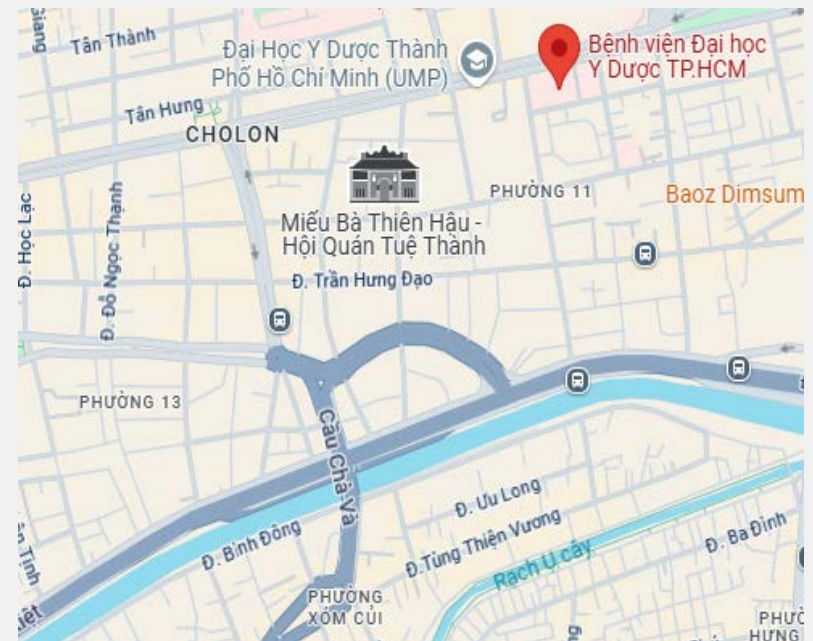 Giang
Tân Thành
Đại Học Y Dược Thành
Phố Hồ Chí Minh (UMP)
Bệnh viện Đại học
Y Dược TP.HCM
Tân Hưng
CHOLON
PHƯỜNG 11
Baoz Dimsum
Miếu Bà Thiên Hậu -
Hội Quán Tuệ Thành
Đ. Học Lạc
Đ. Đỗ Ngọc Thạnh
Đ. Trần Hưng Đạo
PHƯỜNG 13
Cầu Chà Và
Đ. Ưu Long
Đ. Bình Đông
Đ.Tùng Thiện Vương
Rạch Ụ cây
Đ. Ba Đình
PHƯỜNG
XÓM CỦI
HƯNG